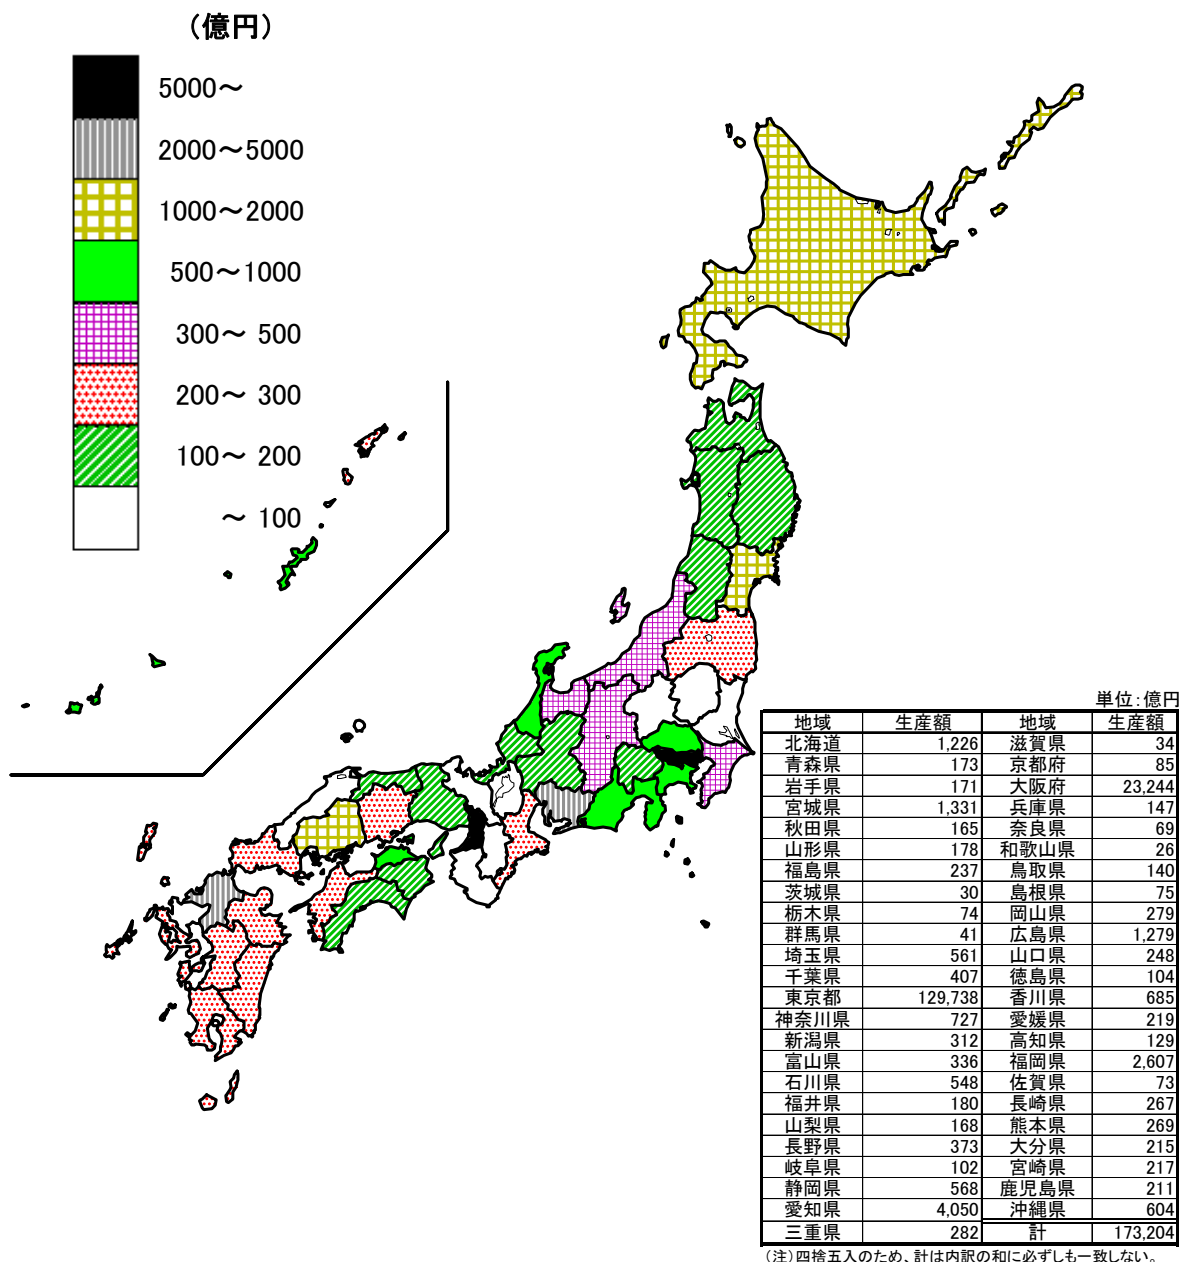 （億円）
5000～
2000～5000
1000～2000
500～1000
300～ 500
200～ 300
100～ 200
～ 100
単位：億円
地域 生産額 地域 生産額
北海道 1,226 滋賀県 34
青森県 173 京都府 85
岩手県 171 大阪府 23,244
宮城県 1,331 兵庫県 147
秋田県 165 奈良県 69
山形県 178 和歌山県 26
福島県 237 鳥取県 140
茨城県 30 島根県 75
栃木県 74 岡山県 279
群馬県 41 広島県 1,279
埼玉県 561 山口県 248
千葉県 407 徳島県 104
東京都 129,738 香川県 685
神奈川県 727 愛媛県 219
新潟県 312 高知県 129
富山県 336 福岡県 2,607
石川県 548 佐賀県 73
福井県 180 長崎県 267
山梨県 168 熊本県 269
長野県 373 大分県 215
岐阜県 102 宮崎県 217
静岡県 568 鹿児島県 211
愛知県 4,050 沖縄県 604
三重県 282 計 173,204
（注）四捨五入のため、計は内訳の和に必ずしも一致しない。